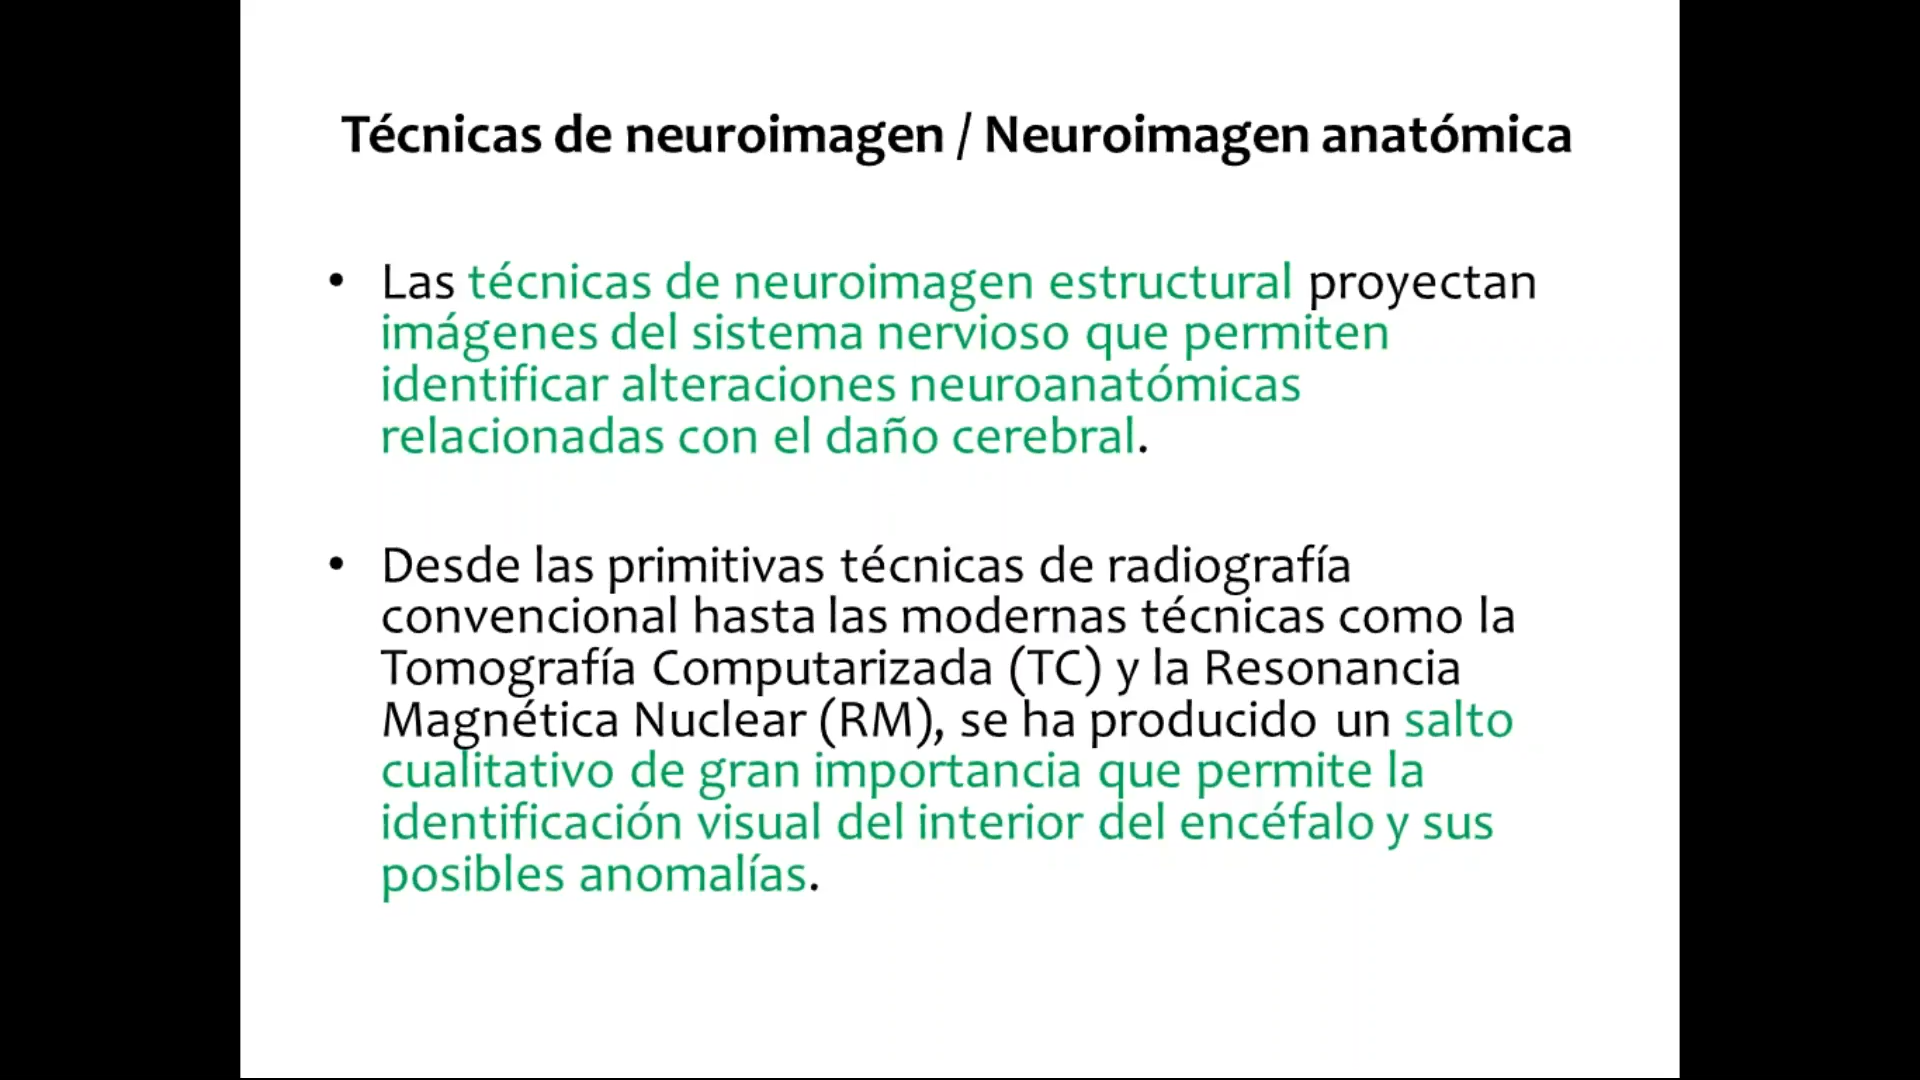 Técnicas de neuroimagen / Neuroimagen anatómica
• Las técnicas de neuroimagen estructural proyectan
imágenes del sistema nervioso que permiten
identificar alteraciones neuroanatómicas
relacionadas con el daño cerebral.
• Desde las primitivas técnicas de radiografía
convencional hasta las modernas técnicas como la
Tomografía Computarizada (TC) y la Resonancia
Magnética Nuclear (RM), se ha producido un salto
cualitativo de gran importancia que permite la
identificación visual del interior del encéfalo y sus
posibles anomalías.